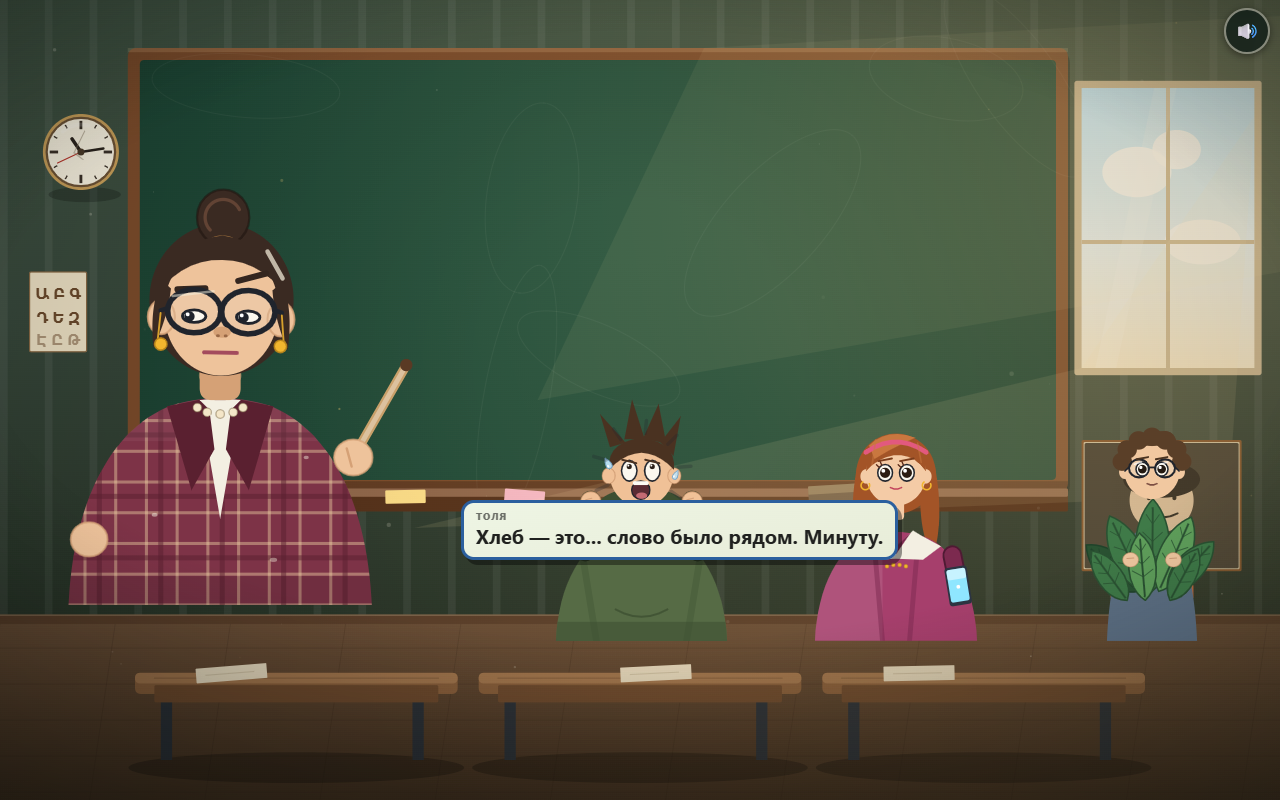 Ա Բ Գ
Դ Ե Զ
Է Ը Թ
ТОЛЯ
Хлеб — это... слово было рядом. Минуту.